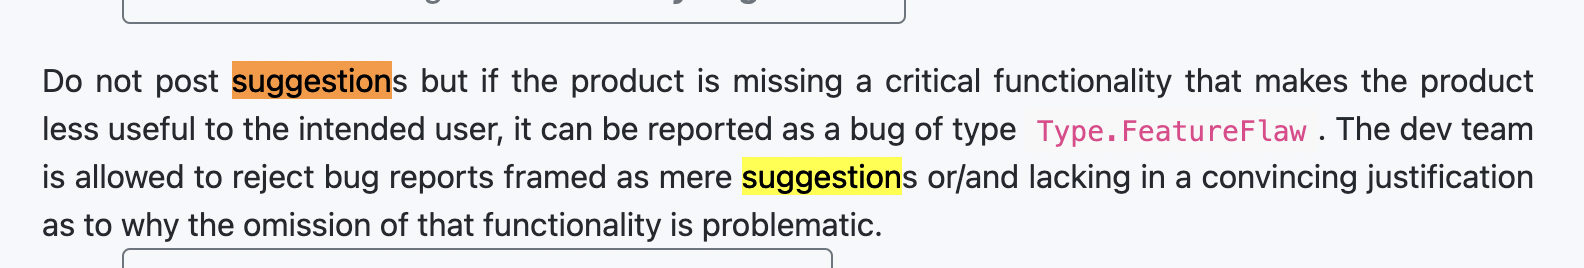 Do not post suggestions but if the product is missing a critical functionality that makes the product
less useful to the intended user, it can be reported as a bug of type Type.FeatureFlaw . The dev team
is allowed to reject bug reports framed as mere suggestions or/and lacking in a convincing justification
as to why the omission of that functionality is problematic.